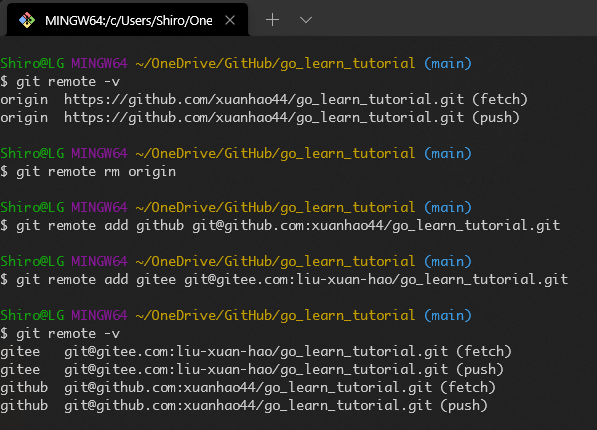 MINGW64:/c/Users/Shiro/One
Shiro@LG MINGW64 ~/OneDrive/GitHub/go_learn_tutorial (main)
$ git remote -v
origin  https://github.com/xuanhao44/go_learn_tutorial.git (fetch)
origin  https://github.com/xuanhao44/go_learn_tutorial.git (push)
Shiro@LG MINGW64 ~/OneDrive/GitHub/go_learn_tutorial (main)
$ git remote rm origin
Shiro@LG MINGW64 ~/OneDrive/GitHub/go_learn_tutorial (main)
$ git remote add github git@github.com:xuanhao44/go_learn_tutorial.git
Shiro@LG MINGW64 ~/OneDrive/GitHub/go_learn_tutorial (main)
$ git remote add gitee git@gitee.com:liu-xuan-hao/go_learn_tutorial.git
Shiro@LG MINGW64 ~/OneDrive/GitHub/go_learn_tutorial (main)
$ git remote -v
gitee   git@gitee.com:liu-xuan-hao/go_learn_tutorial.git (fetch)
gitee   git@gitee.com:liu-xuan-hao/go_learn_tutorial.git (push)
github  git@github.com:xuanhao44/go_learn_tutorial.git (fetch)
github  git@github.com:xuanhao44/go_learn_tutorial.git (push)